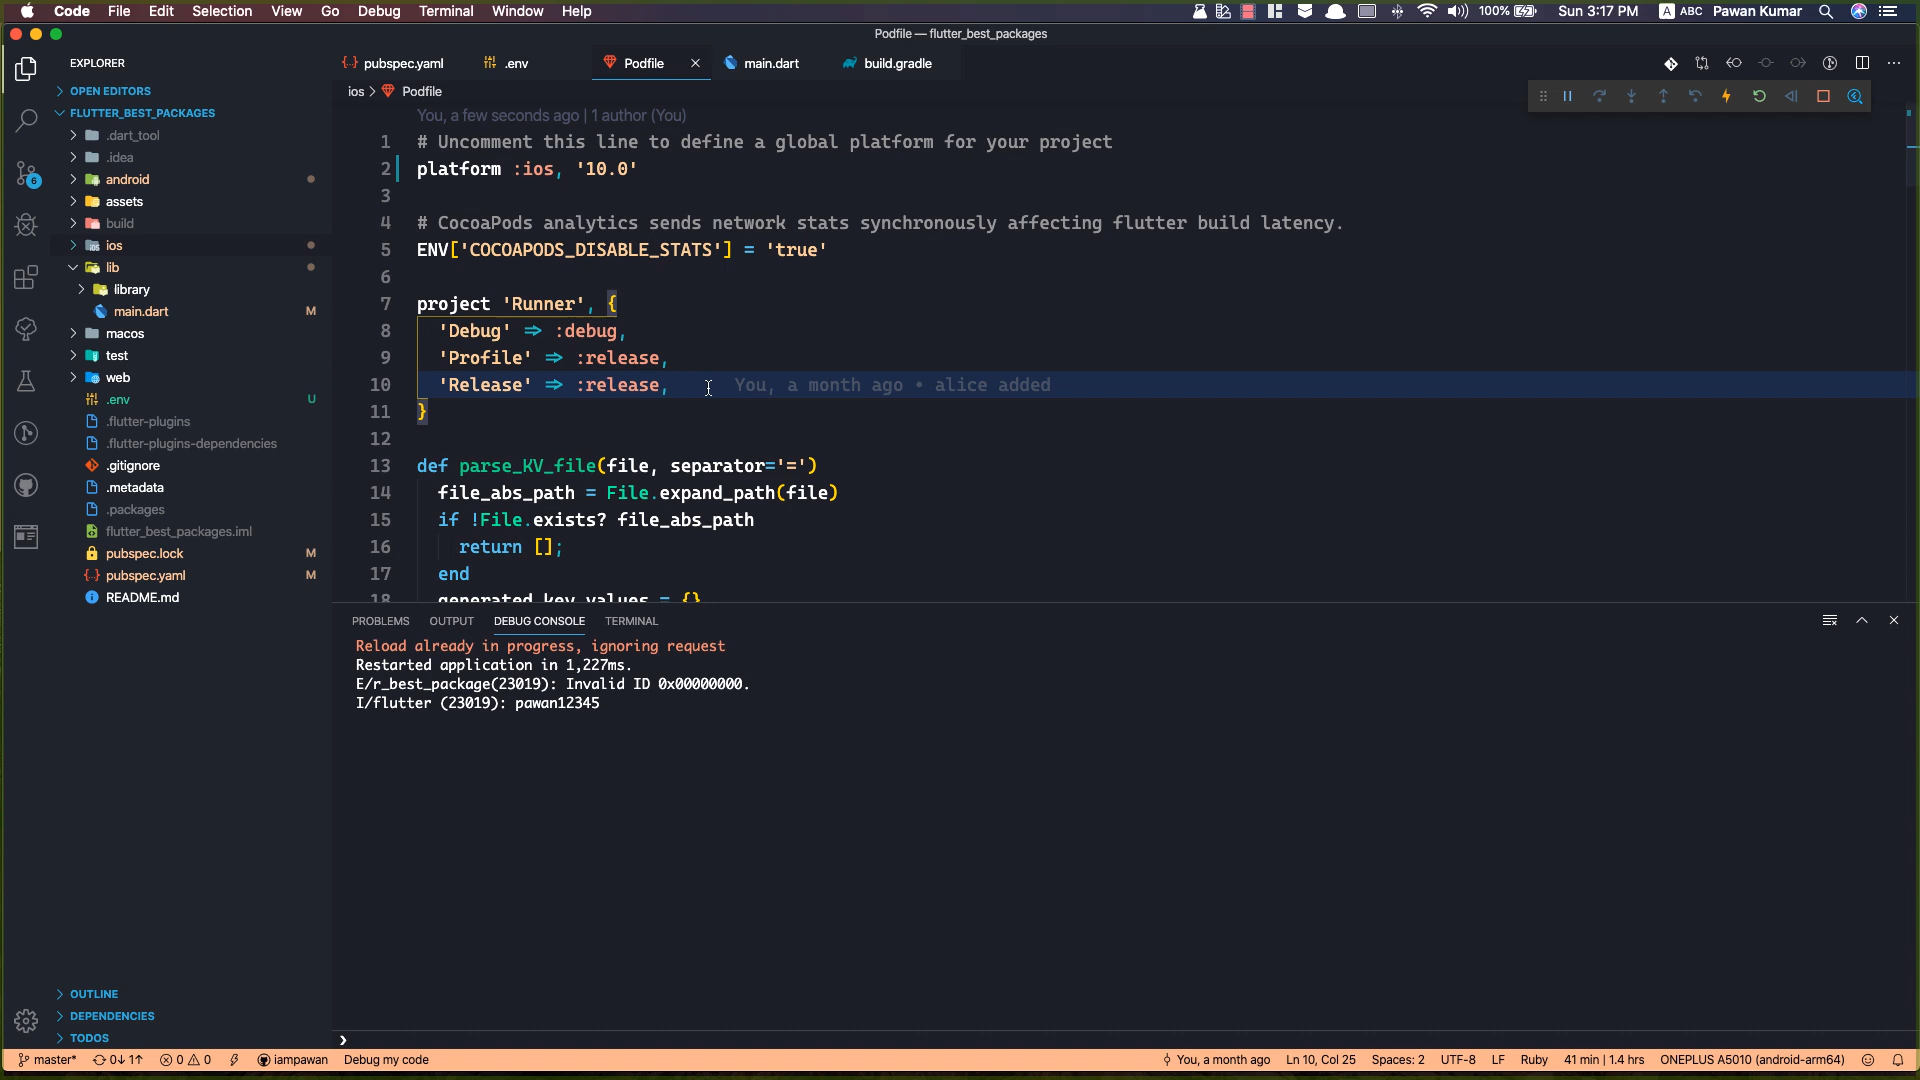 Code File Edit Selection View Go Debug Terminal Window Help
100% Sun 3:17 PM A ABC Pawan Kumar
Podfile — flutter_best_packages
EXPLORER
OPEN EDITORS
FLUTTER_BEST_PACKAGES
.dart_tool
.idea
android
assets
build
ios
lib
library
main.dart M
macos
test
web
.env U
.flutter-plugins
.flutter-plugins-dependencies
.gitignore
.metadata
.packages
flutter_best_packages.iml
pubspec.lock M
pubspec.yaml M
README.md
OUTLINE
DEPENDENCIES
TODOS
6
pubspec.yaml .env Podfile main.dart build.gradle
ios > Podfile
You, a few seconds ago | 1 author (You)
1 # Uncomment this line to define a global platform for your project
2 platform :ios, '10.0'
3
4 # CocoaPods analytics sends network stats synchronously affecting flutter build latency.
5 ENV['COCOAPODS_DISABLE_STATS'] = 'true'
6
7 project 'Runner', {
8 'Debug' => :debug,
9 'Profile' => :release,
10 'Release' => :release, You, a month ago • alice added
11 }
12
13 def parse_KV_file(file, separator='=')
14 file_abs_path = File.expand_path(file)
15 if !File.exists? file_abs_path
16 return [];
17 end
18 generated_key_values = {}
PROBLEMS OUTPUT DEBUG CONSOLE TERMINAL
Reload already in progress, ignoring request
Restarted application in 1,227ms.
E/r_best_package(23019): Invalid ID 0x00000000.
I/flutter (23019): pawan12345
master* 0↓ 1↑ 0 0 iampawan Debug my code You, a month ago Ln 10, Col 25 Spaces: 2 UTF-8 LF Ruby 41 min | 1.4 hrs ONEPLUS A5010 (android-arm64)